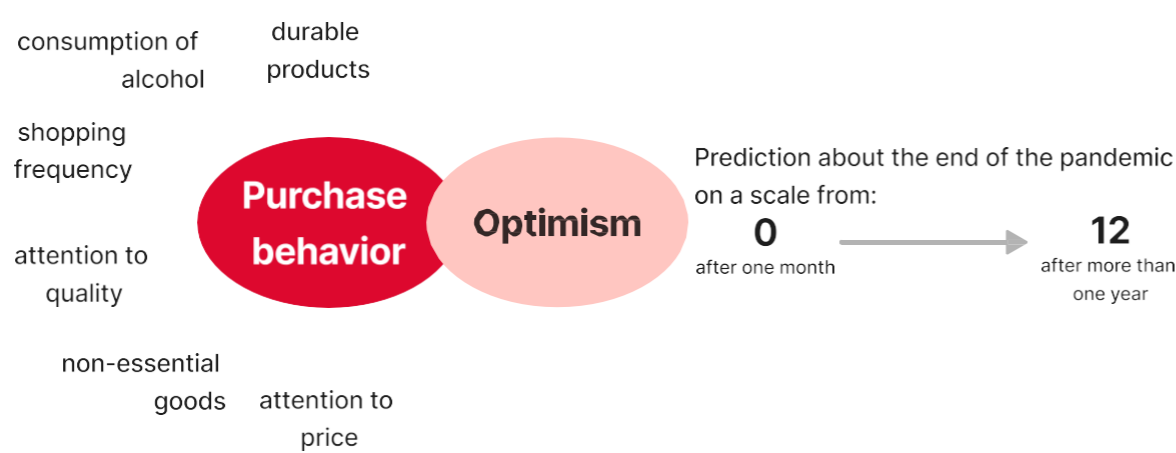 consumption of
alcohol
durable
products
shopping
frequency
attention to
quality
non-essential
goods
attention to
price
Purchase
behavior
Optimism
Prediction about the end of the pandemic
on a scale from:
0
after one month
12
after more than
one year